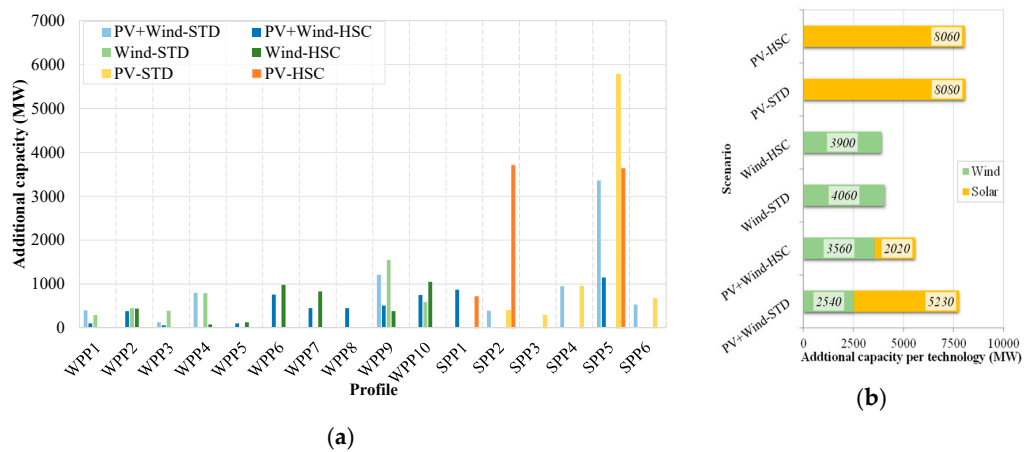 (a)
7000
6000
5000
4000
3000
2000
1000
0
Additional capacity (MW)
PV+Wind-STD
PV+Wind-HSC
Wind-STD
Wind-HSC
PV-STD
PV-HSC
WPP1
WPP2
WPP3
WPP4
WPP5
WPP6
WPP7
WPP8
WPP9
WPP10
SPP1
SPP2
SPP3
SPP4
SPP5
SPP6
Profile
(a)
Scenario
PV-HSC
8060
PV-STD
8080
Wind-HSC
3900
Wind-STD
4060
PV+Wind-HSC
3560
2020
PV+Wind-STD
2540
5230
Wind
Solar
0
2500
5000
7500
10000
Addtional capacity per technology (MW)
(b)